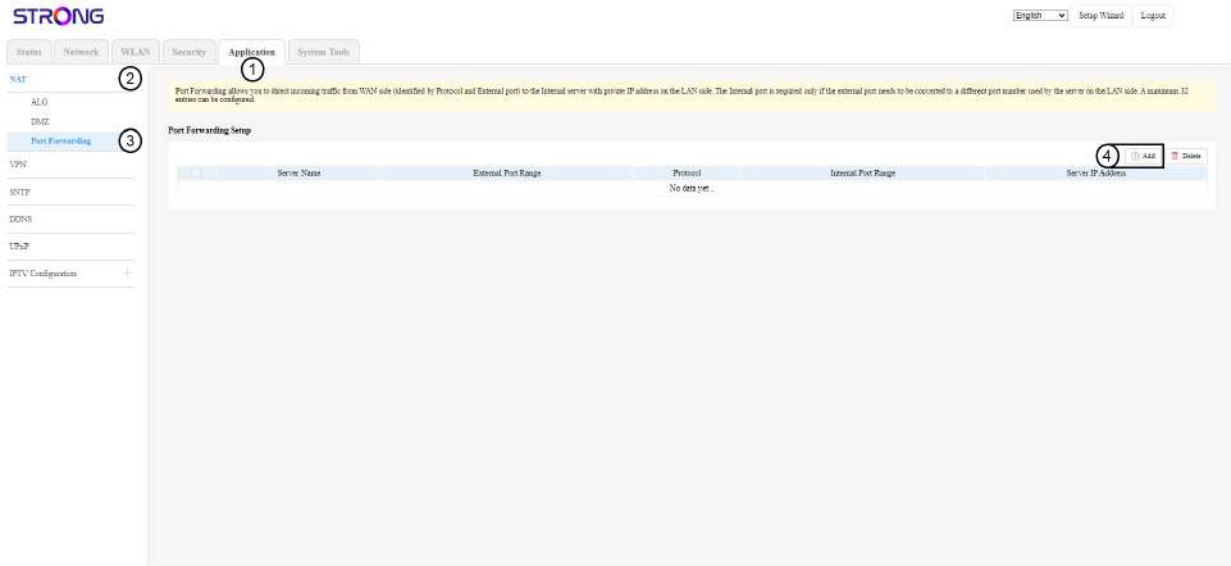 STRONG
English Setup Wizard Logout
Status Network WLAN Security Application System Tools
1
NAT 2
ALG
DMZ
Port Forwarding 3
VPN
SNTP
DDNS
UPnP
IPTV Configuration +
Port Forwarding allows you to direct incoming traffic from WAN side (identified by Protocol and External port) to the Internal server with private IP address on the LAN side. The Internal port is required only if the external port needs to be converted to a different port number used by the server on the LAN side. A maximum 32
entries can be configured.
Port Forwarding Setup
4 Add Delete
Server Name External Port Range Protocol Internal Port Range Server IP Address
No data yet...